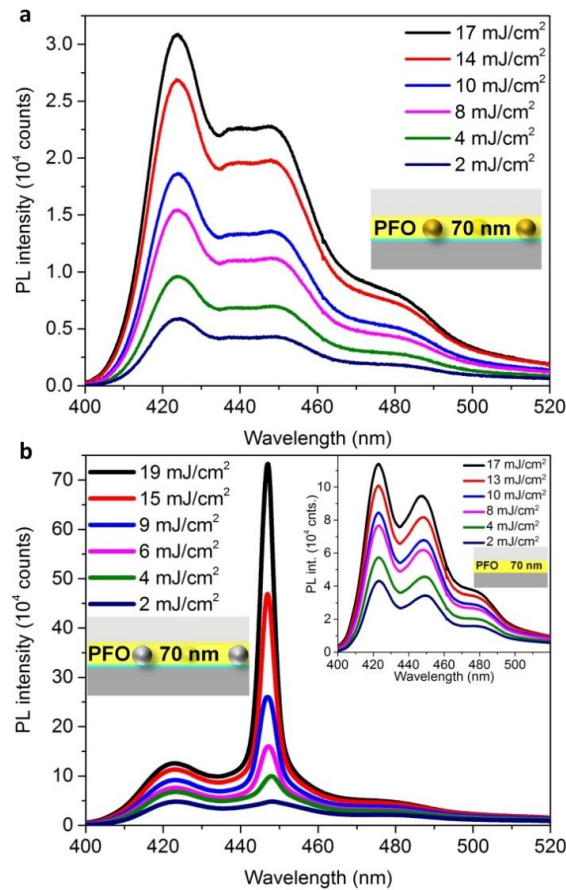 a
17 mJ/cm²
14 mJ/cm²
10 mJ/cm²
8 mJ/cm²
4 mJ/cm²
2 mJ/cm²
PFO 70 nm
PL intensity (10⁴ counts)
3.0
2.5
2.0
1.5
1.0
0.5
0.0
400 420 440 460 480 500 520
Wavelength (nm)
b
19 mJ/cm²
15 mJ/cm²
9 mJ/cm²
6 mJ/cm²
4 mJ/cm²
2 mJ/cm²
PFO 70 nm
PL intensity (10⁴ counts)
70
60
50
40
30
20
10
0
400 420 440 460 480 500 520
Wavelength (nm)
17 mJ/cm²
13 mJ/cm²
10 mJ/cm²
8 mJ/cm²
4 mJ/cm²
2 mJ/cm²
PFO 70 nm
PL int. (10⁴ cnts.)
10
8
6
4
2
0
400 420 440 460 480 500
Wavelength (nm)